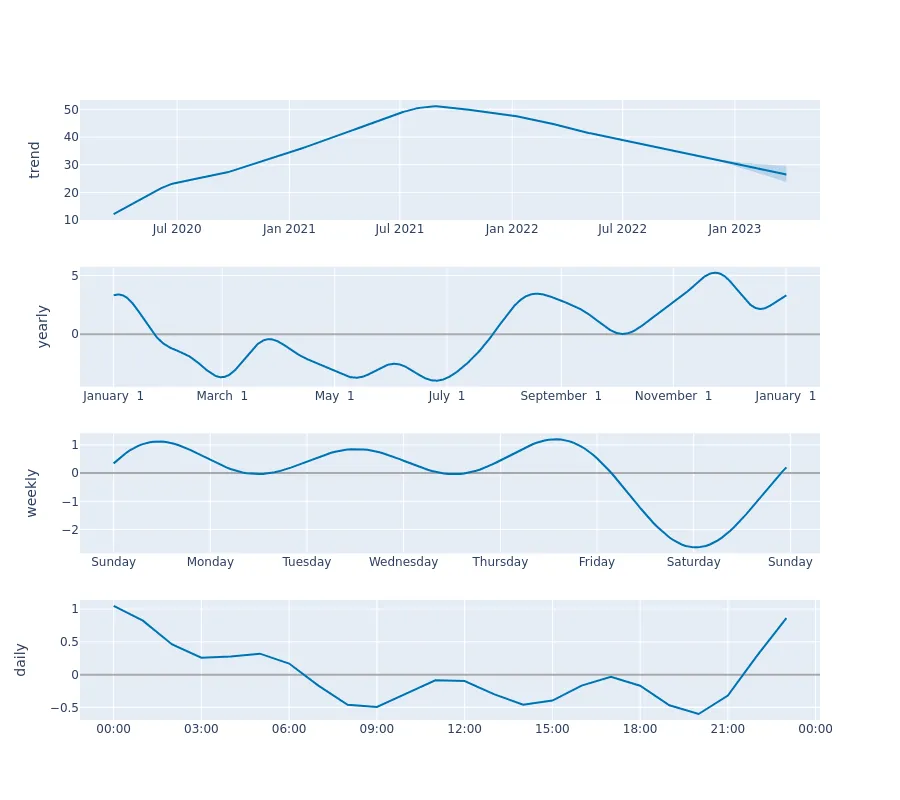 trend
50
40
30
20
10
Jul 2020 Jan 2021 Jul 2021 Jan 2022 Jul 2022 Jan 2023
yearly
5
0
January 1 March 1 May 1 July 1 September 1 November 1 January 1
weekly
1
0
−1
−2
Sunday Monday Tuesday Wednesday Thursday Friday Saturday Sunday
daily
1
0.5
0
−0.5
00:00 03:00 06:00 09:00 12:00 15:00 18:00 21:00 00:00